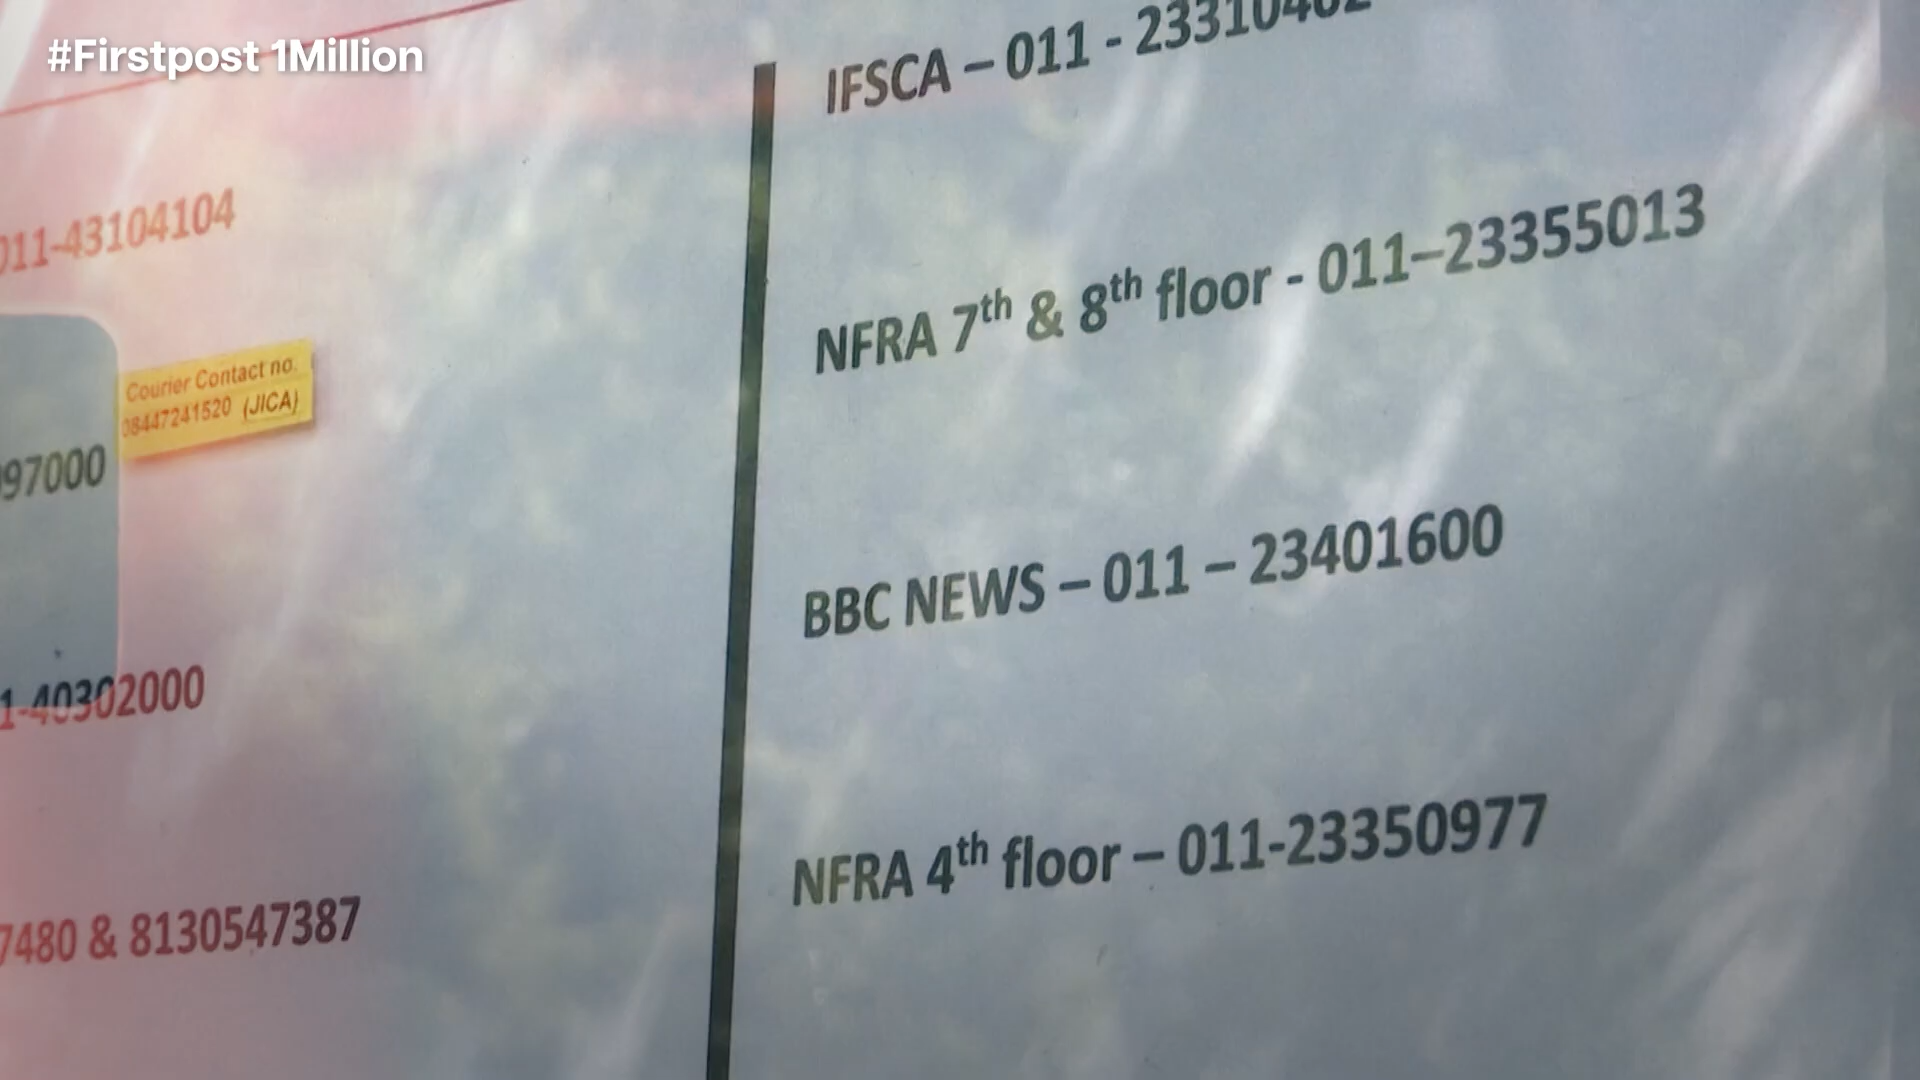 #Firstpost 1Million
011-43104104
Courier Contact no.
08447241520 (JICA)
97000
1-40302000
7480 & 8130547387
IFSCA – 011 - 23310402
NFRA 7th & 8th floor - 011–23355013
BBC NEWS – 011 – 23401600
NFRA 4th floor – 011-23350977